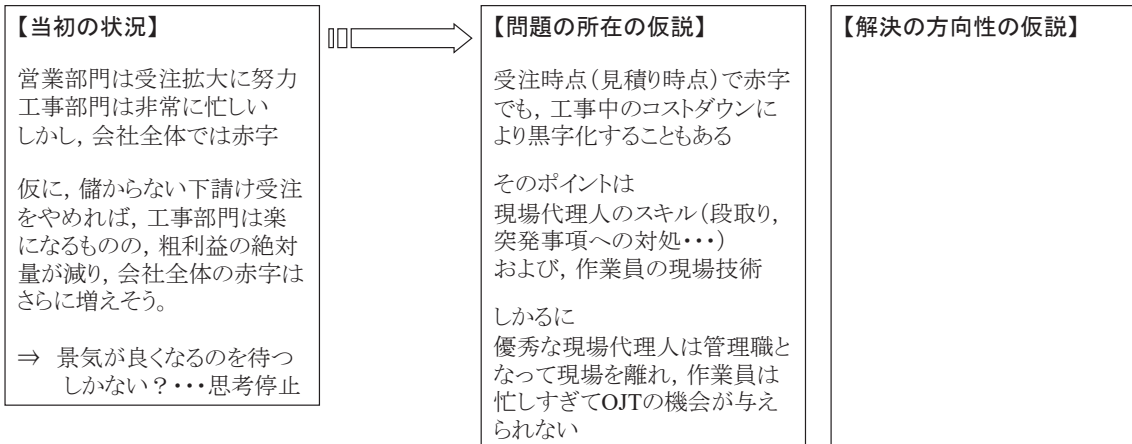 【当初の状況】
営業部門は受注拡大に努力
工事部門は非常に忙しい
しかし，会社全体では赤字
仮に，儲からない下請け受注
をやめれば，工事部門は楽
になるものの，粗利益の絶対
量が減り，会社全体の赤字は
さらに増えそう。
⇒　景気が良くなるのを待つ
しかない？・・・思考停止
【問題の所在の仮説】
受注時点（見積り時点）で赤字
でも，工事中のコストダウンに
より黒字化することもある
そのポイントは
現場代理人のスキル（段取り，
突発事項への対処・・・）
および，作業員の現場技術
しかるに
優秀な現場代理人は管理職と
なって現場を離れ，作業員は
忙しすぎてOJTの機会が与え
られない
【解決の方向性の仮説】